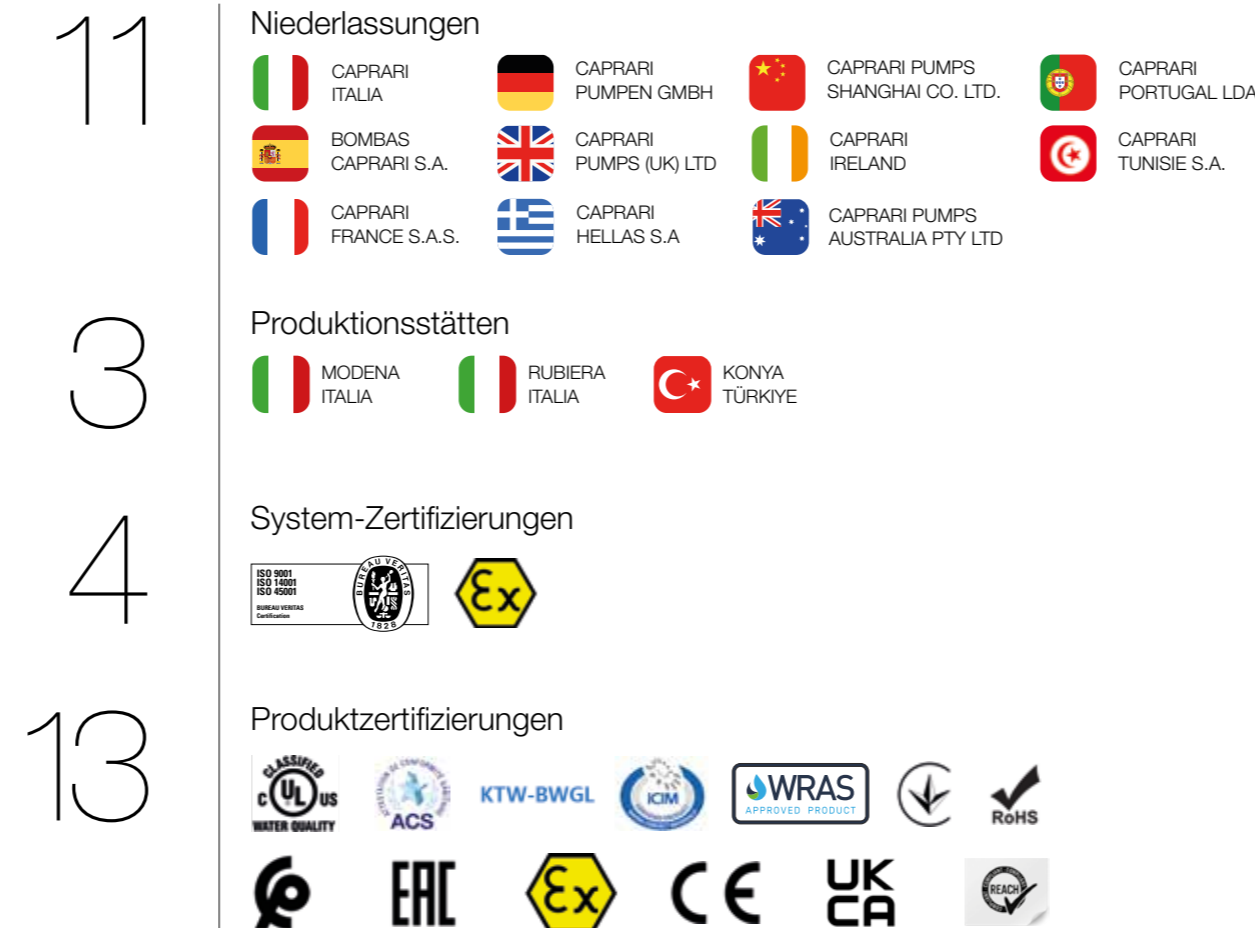 11
Niederlassungen
CAPRARI
ITALIA
CAPRARI
PUMPEN GMBH
CAPRARI PUMPS
SHANGHAI CO. LTD.
CAPRARI
PORTUGAL LDA
BOMBAS
CAPRARI S.A.
CAPRARI
PUMPS (UK) LTD
CAPRARI
IRELAND
CAPRARI
TUNISIE S.A.
CAPRARI
FRANCE S.A.S.
CAPRARI
HELLAS S.A
CAPRARI PUMPS
AUSTRALIA PTY LTD
3
Produktionsstätten
MODENA
ITALIA
RUBIERA
ITALIA
KONYA
TÜRKIYE
4
System-Zertifizierungen
ISO 9001
ISO 14001
ISO 45001
BUREAU VERITAS
Certification
BUREAU VERITAS
1828
Ex
13
Produktzertifizierungen
CLASSIFIED
C UL US
WATER QUALITY
ACS
KTW-BWGL
ICIM
WRAS
APPROVED PRODUCT
RoHS
EAC
Ex
CE
UK
CA
REACH